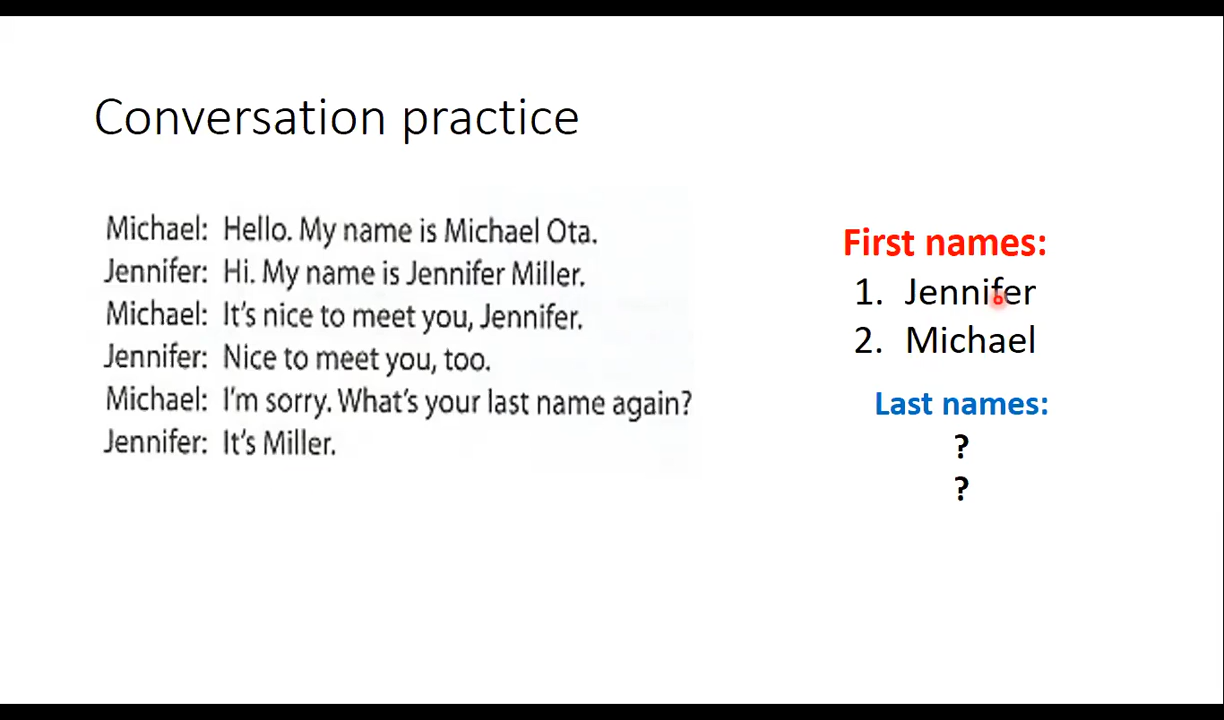 Conversation practice
Michael: Hello. My name is Michael Ota.
Jennifer: Hi. My name is Jennifer Miller.
Michael: It's nice to meet you, Jennifer.
Jennifer: Nice to meet you, too.
Michael: I'm sorry. What's your last name again?
Jennifer: It's Miller.
First names:
1. Jennifer
2. Michael
Last names:
?
?